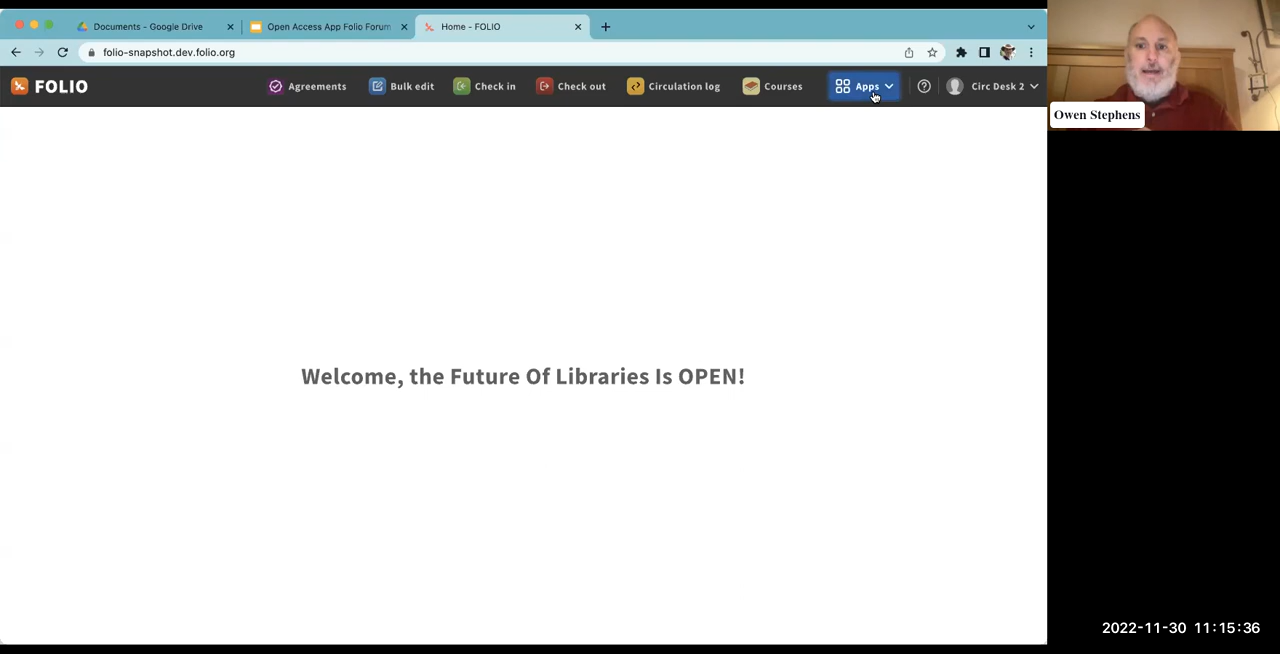 Documents - Google Drive
Open Access App Folio Forum
Home - FOLIO
folio-snapshot.dev.folio.org
FOLIO
Agreements
Bulk edit
Check in
Check out
Circulation log
Courses
Apps
Circ Desk 2
Owen Stephens
Welcome, the Future Of Libraries Is OPEN!
2022-11-30 11:15:36